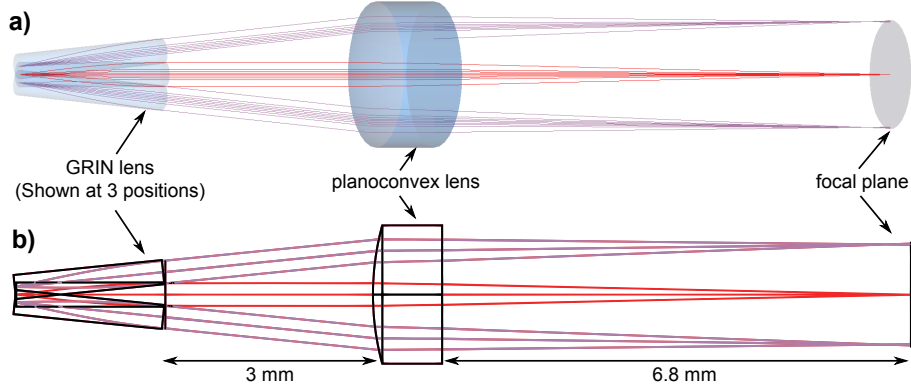 a)
GRIN lens
(Shown at 3 positions)
planoconvex lens
focal plane
b)
3 mm
6.8 mm